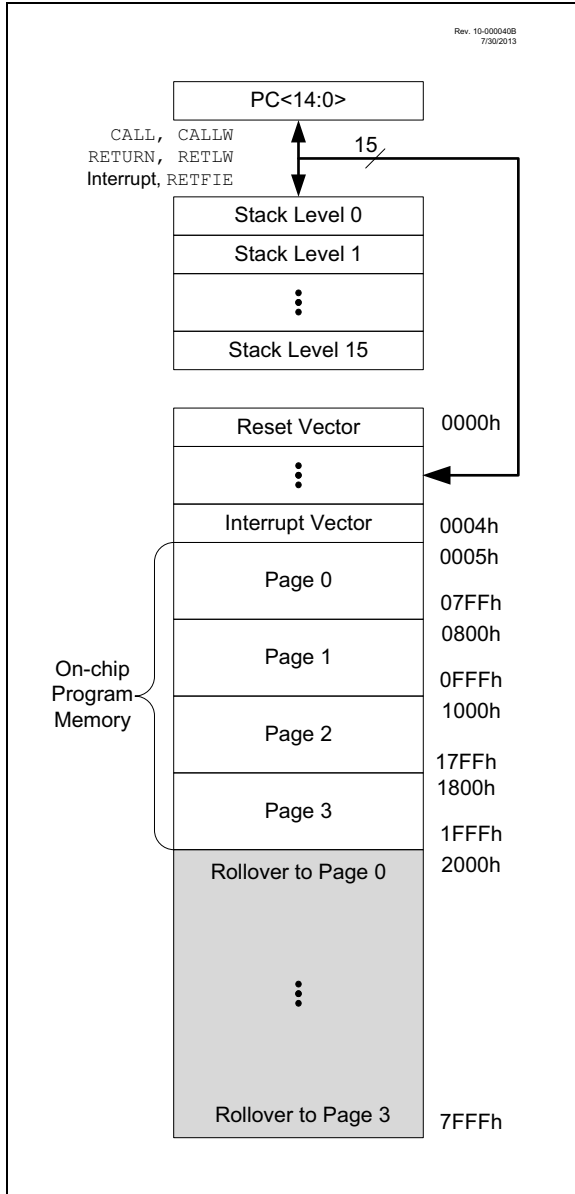 Rev. 10-000040B
7/30/2013
PC<14:0>
CALL, CALLW
RETURN, RETLW
Interrupt, RETFIE
15
Stack Level 0
Stack Level 1
Stack Level 15
Reset Vector
0000h
Interrupt Vector
0004h
0005h
Page 0
07FFh
0800h
Page 1
0FFFh
On-chip
Program
Memory
1000h
Page 2
17FFh
1800h
Page 3
1FFFh
Rollover to Page 0
2000h
Rollover to Page 3
7FFFh